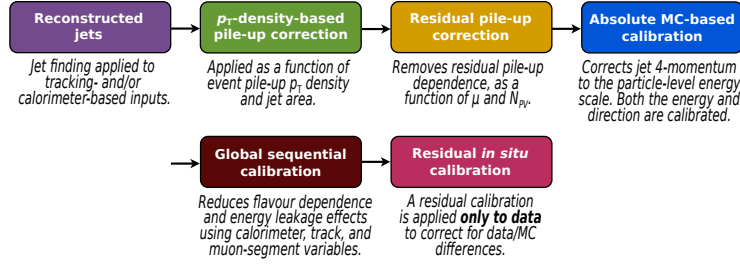 Reconstructed
jets
Jet finding applied to
tracking- and/or
calorimeter-based inputs.
pT-density-based
pile-up correction
Applied as a function of
event pile-up pT density
and jet area.
Residual pile-up
correction
Removes residual pile-up
dependence, as a
function of μ and NPV.
Absolute MC-based
calibration
Corrects jet 4-momentum
to the particle-level energy
scale. Both the energy and
direction are calibrated.
Global sequential
calibration
Reduces flavour dependence
and energy leakage effects
using calorimeter, track, and
muon-segment variables.
Residual in situ
calibration
A residual calibration
is applied only to data
to correct for data/MC
differences.